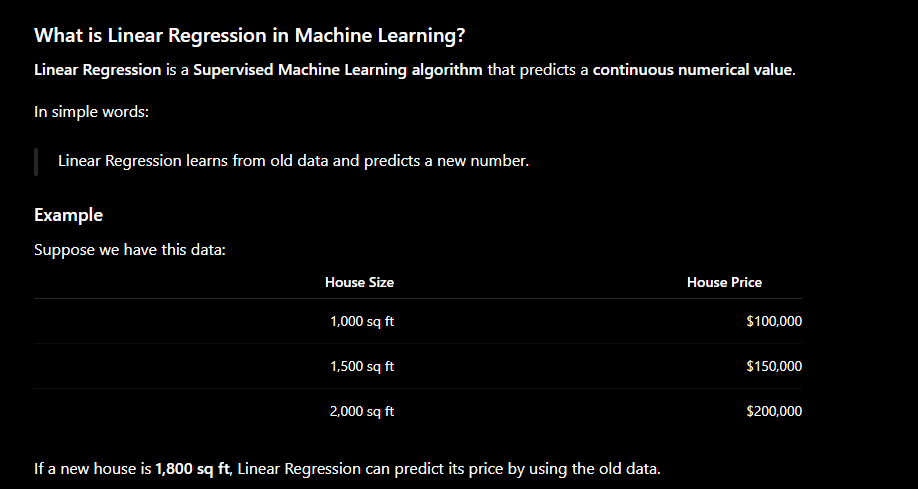 What is Linear Regression in Machine Learning?
Linear Regression is a Supervised Machine Learning algorithm that predicts a continuous numerical value.
In simple words:
Linear Regression learns from old data and predicts a new number.
Example
Suppose we have this data:
House Size House Price
1,000 sq ft $100,000
1,500 sq ft $150,000
2,000 sq ft $200,000
If a new house is 1,800 sq ft, Linear Regression can predict its price by using the old data.